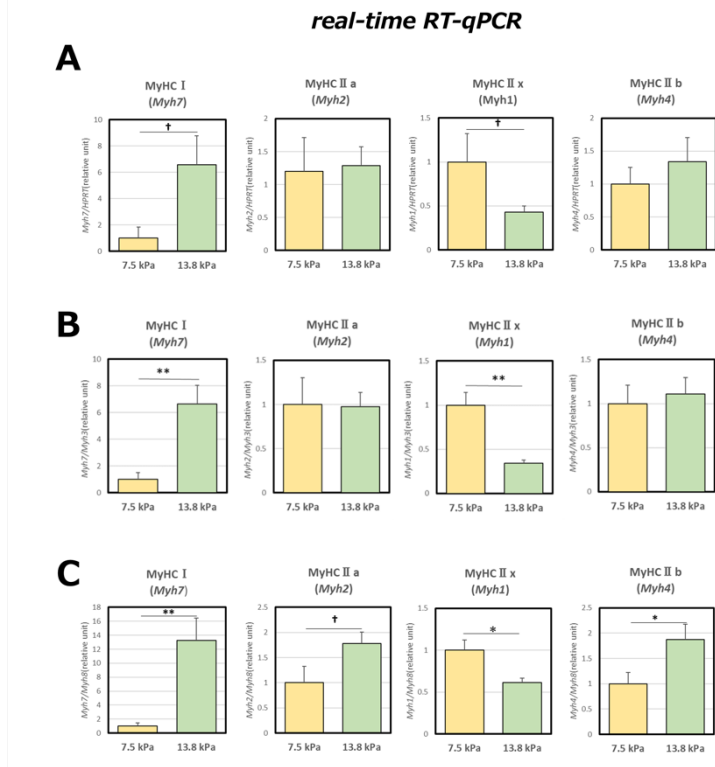 real-time RT-qPCR
A
MyHC Ⅰ
(Myh7)
Myh7/HPRT(relative unit)
10
8
6
4
2
0
†
7.5 kPa 13.8 kPa
MyHC Ⅱ a
(Myh2)
Myh2/HPRT(relative unit)
2
1.5
1
0.5
0
7.5 kPa 13.8 kPa
MyHC Ⅱ x
(Myh1)
Myh1/HPRT(relative unit)
1.5
1
0.5
0
†
7.5 kPa 13.8 kPa
MyHC Ⅱ b
(Myh4)
Myh4/HPRT(relative unit)
2
1.5
1
0.5
0
7.5 kPa 13.8 kPa
B
MyHC Ⅰ
(Myh7)
Myh7/Myh3(relative unit)
10
8
6
4
2
0
**
7.5 kPa 13.8 kPa
MyHC Ⅱ a
(Myh2)
Myh2/Myh3(relative unit)
1.5
1
0.5
0
7.5 kPa 13.8 kPa
MyHC Ⅱ x
(Myh1)
Myh1/Myh3(relative unit)
1.5
1
0.5
0
**
7.5 kPa 13.8 kPa
MyHC Ⅱ b
(Myh4)
Myh4/Myh3(relative unit)
1.5
1
0.5
0
7.5 kPa 13.8 kPa
C
MyHC Ⅰ
(Myh7)
Myh7/Myh8(relative unit)
18
16
14
12
10
8
6
4
2
0
**
7.5 kPa 13.8 kPa
MyHC Ⅱ a
(Myh2)
Myh2/Myh8(relative unit)
2.5
2
1.5
1
0.5
0
†
7.5 kPa 13.8 kPa
MyHC Ⅱ x
(Myh1)
Myh1/Myh8(relative unit)
1.5
1
0.5
0
*
7.5 kPa 13.8 kPa
MyHC Ⅱ b
(Myh4)
Myh4/Myh8(relative unit)
2.5
2
1.5
1
0.5
0
*
7.5 kPa 13.8 kPa